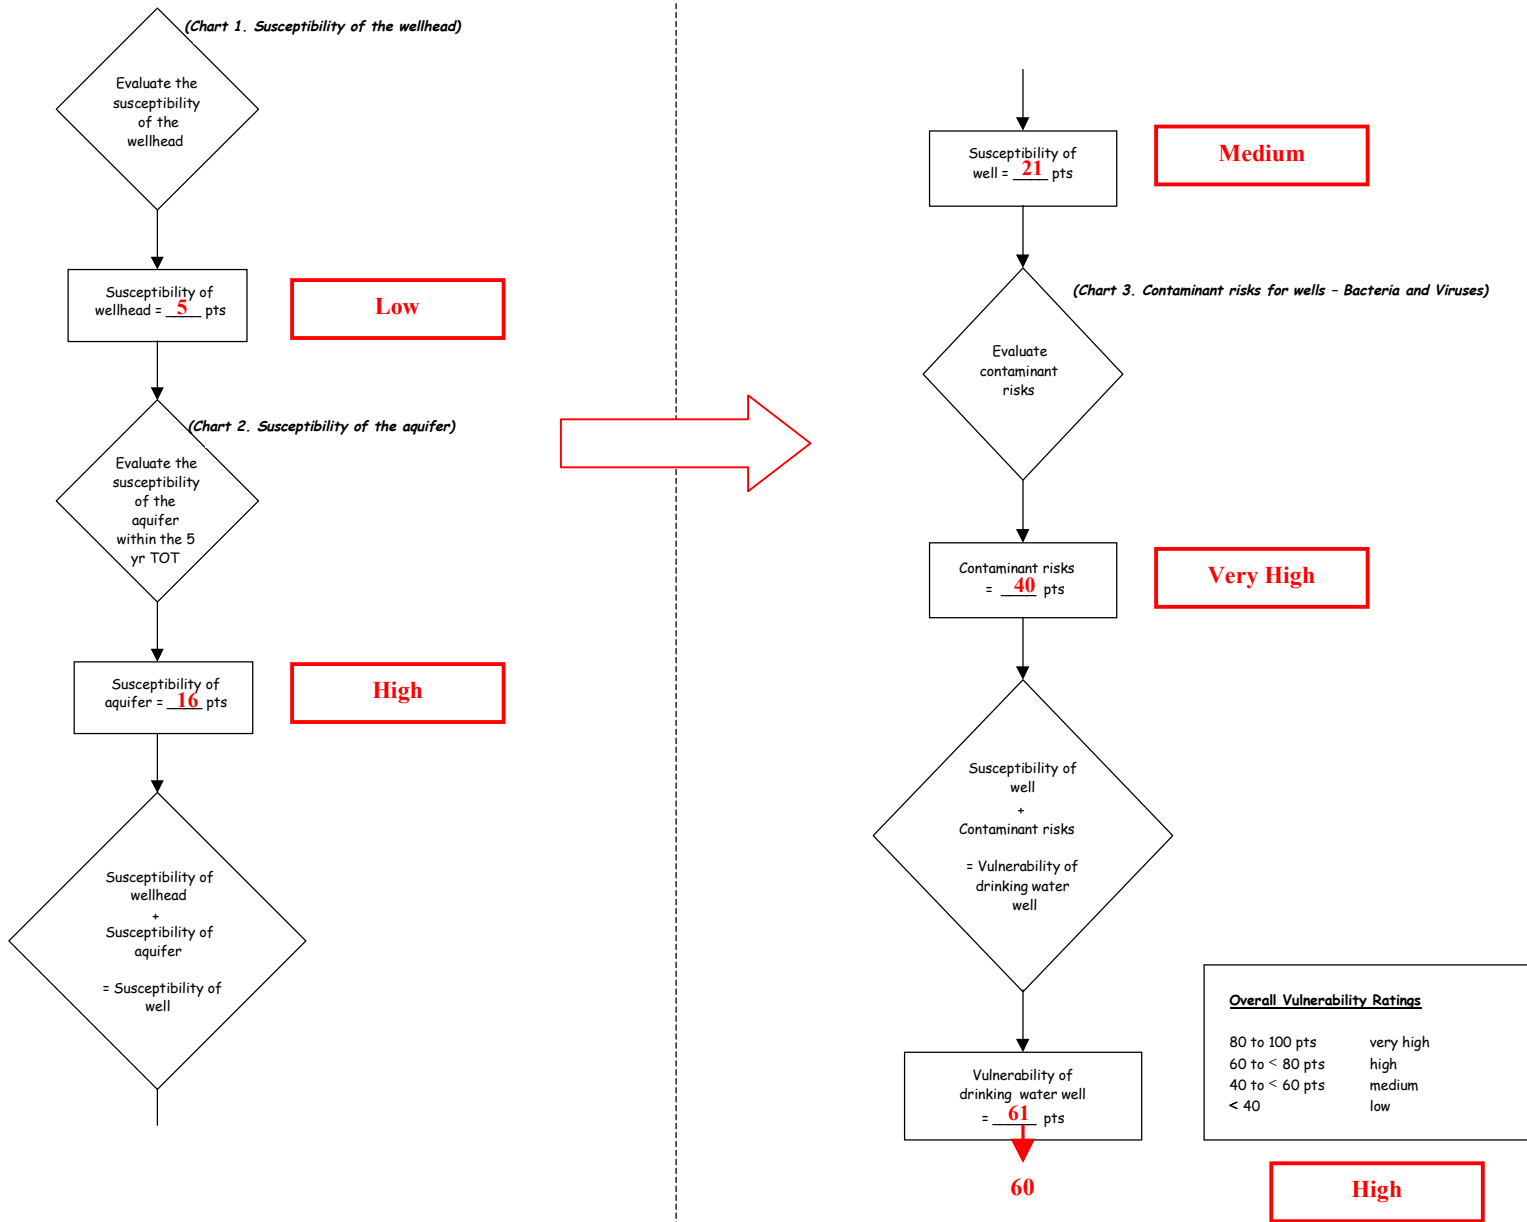 (Chart 1. Susceptibility of the wellhead)
Evaluate the
susceptibility
of the
wellhead
Susceptibility of
wellhead = 5 pts
Low
(Chart 2. Susceptibility of the aquifer)
Evaluate the
susceptibility
of the
aquifer
within the 5
yr TOT
Susceptibility of
aquifer = 16 pts
High
Susceptibility of
wellhead
+
Susceptibility of
aquifer
= Susceptibility of
well
Susceptibility of
well = 21 pts
Medium
(Chart 3. Contaminant risks for wells – Bacteria and Viruses)
Evaluate
contaminant
risks
Contaminant risks
= 40 pts
Very High
Susceptibility of
well
+
Contaminant risks
= Vulnerability of
drinking water
well
Vulnerability of
drinking water well
= 61 pts
60
Overall Vulnerability Ratings
80 to 100 pts very high
60 to < 80 pts high
40 to < 60 pts medium
< 40 low
High